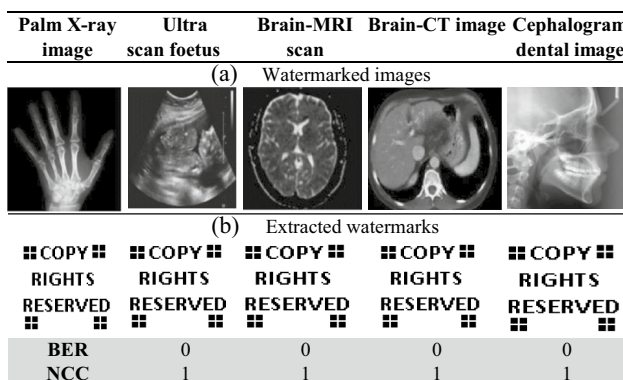 Palm X-ray image Ultra scan foetus Brain-MRI scan Brain-CT image Cephalogram dental image
(a) Watermarked images
(b) Extracted watermarks
COPY COPY COPY COPY COPY
RIGHTS RIGHTS RIGHTS RIGHTS RIGHTS
RESERVED RESERVED RESERVED RESERVED RESERVED
BER 0 0 0 0
NCC 1 1 1 1